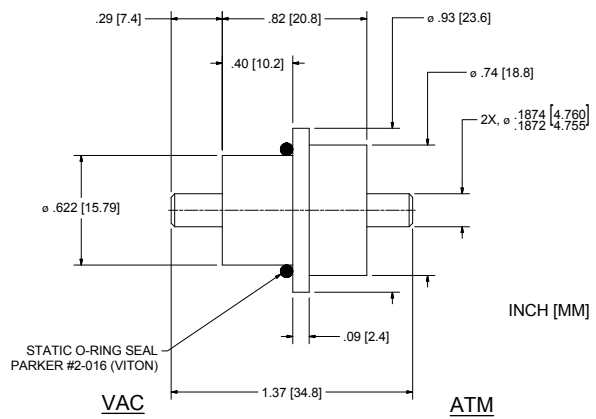 .29 [7.4]
.82 [20.8]
ø .93 [23.6]
.40 [10.2]
ø .74 [18.8]
2X, ø .1874 [4.760]
.1872 4.755
ø .622 [15.79]
INCH [MM]
.09 [2.4]
STATIC O-RING SEAL
PARKER #2-016 (VITON)
1.37 [34.8]
VAC
ATM